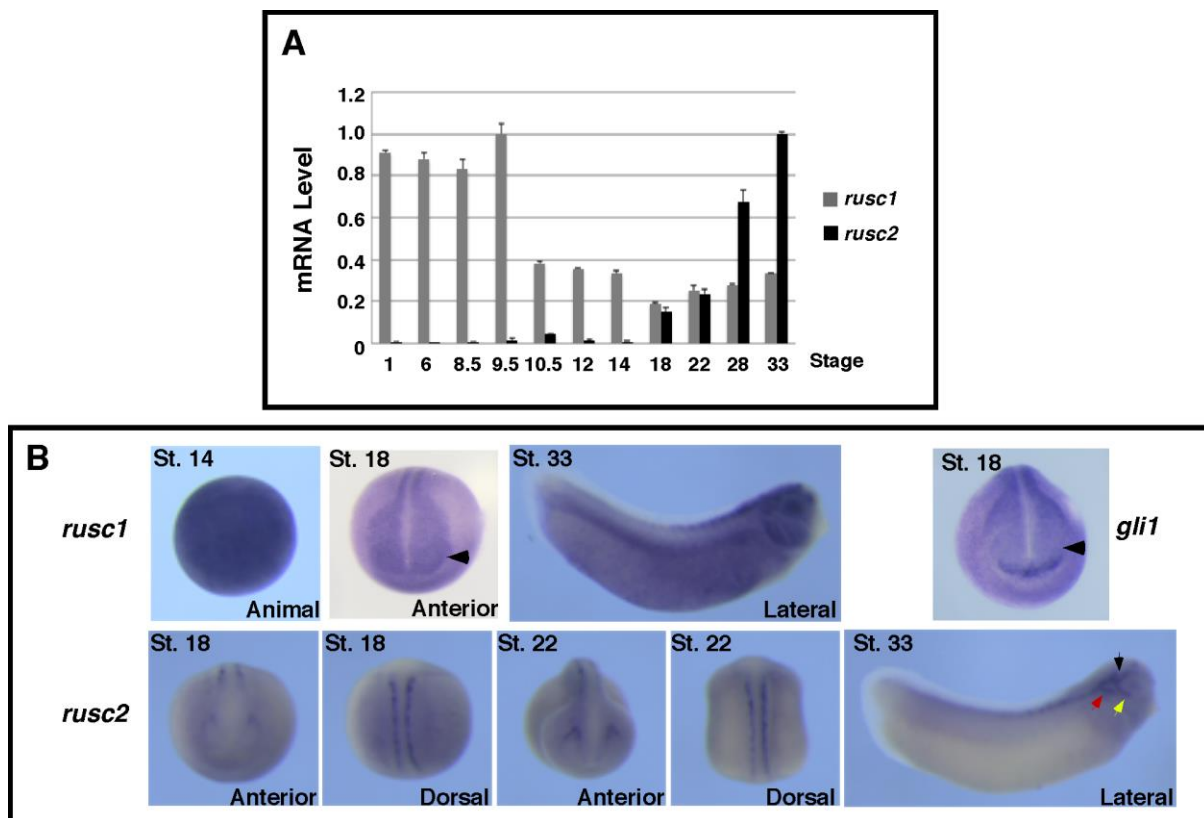 A
1.2
1.0
0.8
0.6
0.4
0.2
0
mRNA Level
rusc1
rusc2
1 6 8.5 9.5 10.5 12 14 18 22 28 33 Stage
B
rusc1
St. 14
Animal
St. 18
Anterior
St. 33
Lateral
St. 18
gli1
rusc2
St. 18
Anterior
St. 18
Dorsal
St. 22
Anterior
St. 22
Dorsal
St. 33
Lateral